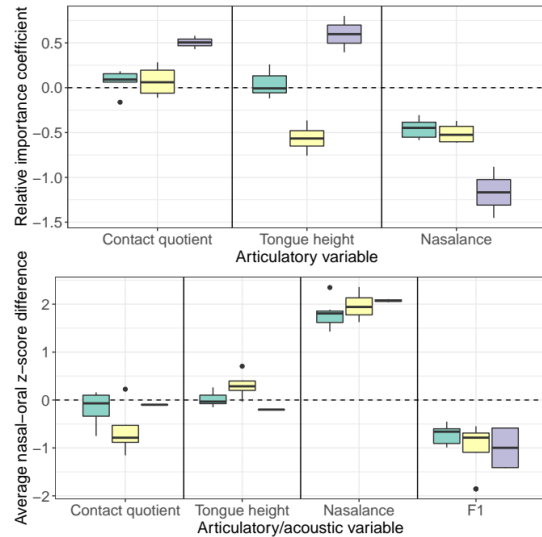 Relative importance coefficient
0.5
0.0
−0.5
−1.0
−1.5
Contact quotient Tongue height Nasalance
Articulatory variable
Average nasal−oral z−score difference
2
1
0
−1
−2
Contact quotient Tongue height Nasalance F1
Articulatory/acoustic variable